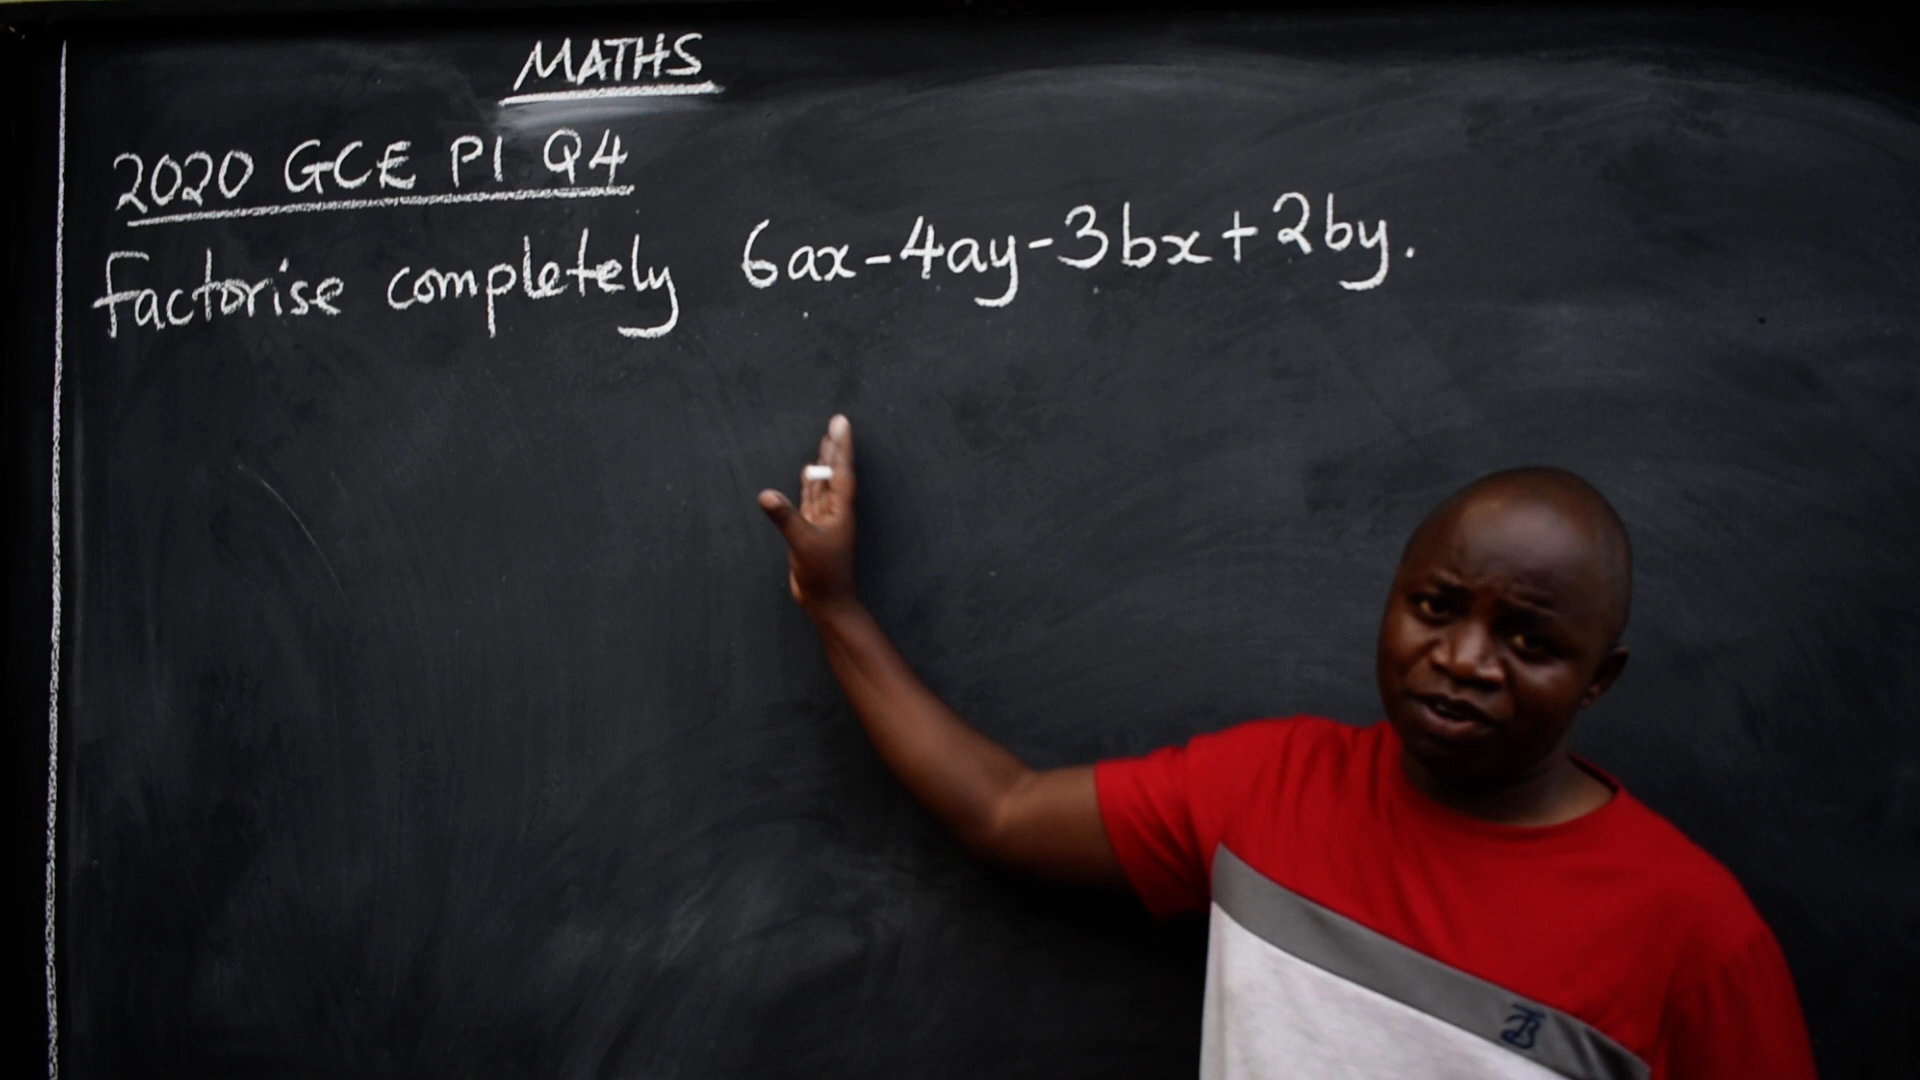 MATHS
2020 GCE P1 Q4
factorise completely 6ax-4ay-3bx+2by.